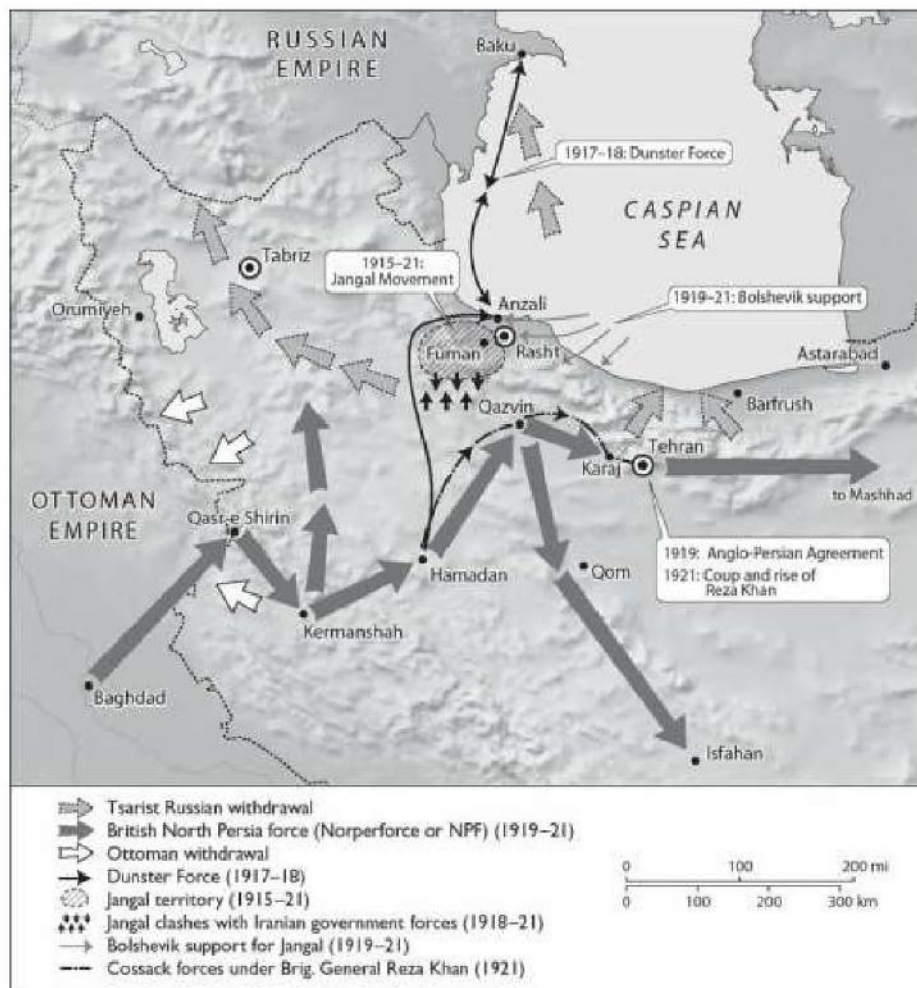 RUSSIAN
EMPIRE
Baku
1917–18: Dunster Force
CASPIAN
SEA
Tabriz
1915–21:
Jangal Movement
Orumiyeh
Anzali
1919–21: Bolshevik support
Fuman
Rasht
Astarabad
Qazvin
Barfrush
Karaj
Tehran
OTTOMAN
EMPIRE
to Mashhad
Qasr-e Shirin
1919: Anglo-Persian Agreement
1921: Coup and rise of
Reza Khan
Hamadan
Qom
Kermanshah
Baghdad
Isfahan
Tsarist Russian withdrawal
British North Persia force (Norperforce or NPF) (1919–21)
Ottoman withdrawal
Dunster Force (1917–18)
Jangal territory (1915–21)
Jangal clashes with Iranian government forces (1918–21)
Bolshevik support for Jangal (1919–21)
Cossack forces under Brig. General Reza Khan (1921)
0 100 200 mi
0 100 200 300 km